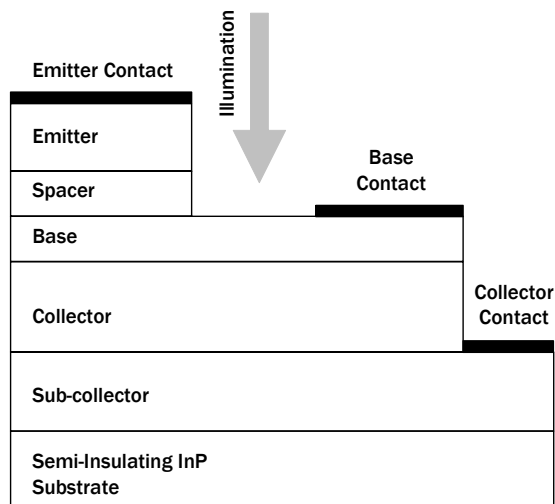 Emitter Contact
Illumination
Emitter
Base
Contact
Spacer
Base
Collector
Collector
Contact
Sub-collector
Semi-Insulating InP
Substrate